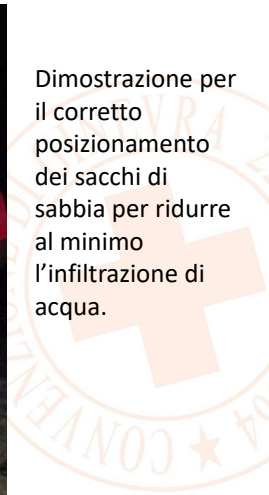 Dimostrazione per
il corretto
posizionamento
dei sacchi di
sabbia per ridurre
al minimo
l’infiltrazione di
acqua.